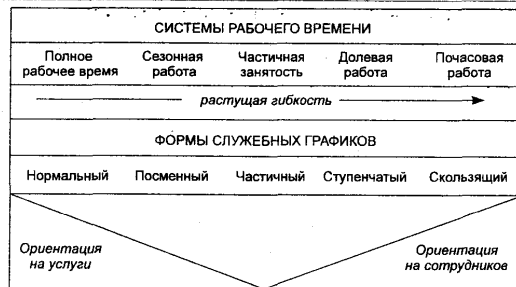 СИСТЕМЫ РАБОЧЕГО ВРЕМЕНИ
Полное Сезонная Частичная Долевая Почасовая
рабочее время работа занятость работа работа
растущая гибкость
ФОРМЫ СЛУЖЕБНЫХ ГРАФИКОВ
Нормальный Посменный Частичный Ступенчатый Скользящий
Ориентация Ориентация
на услуги на сотрудников